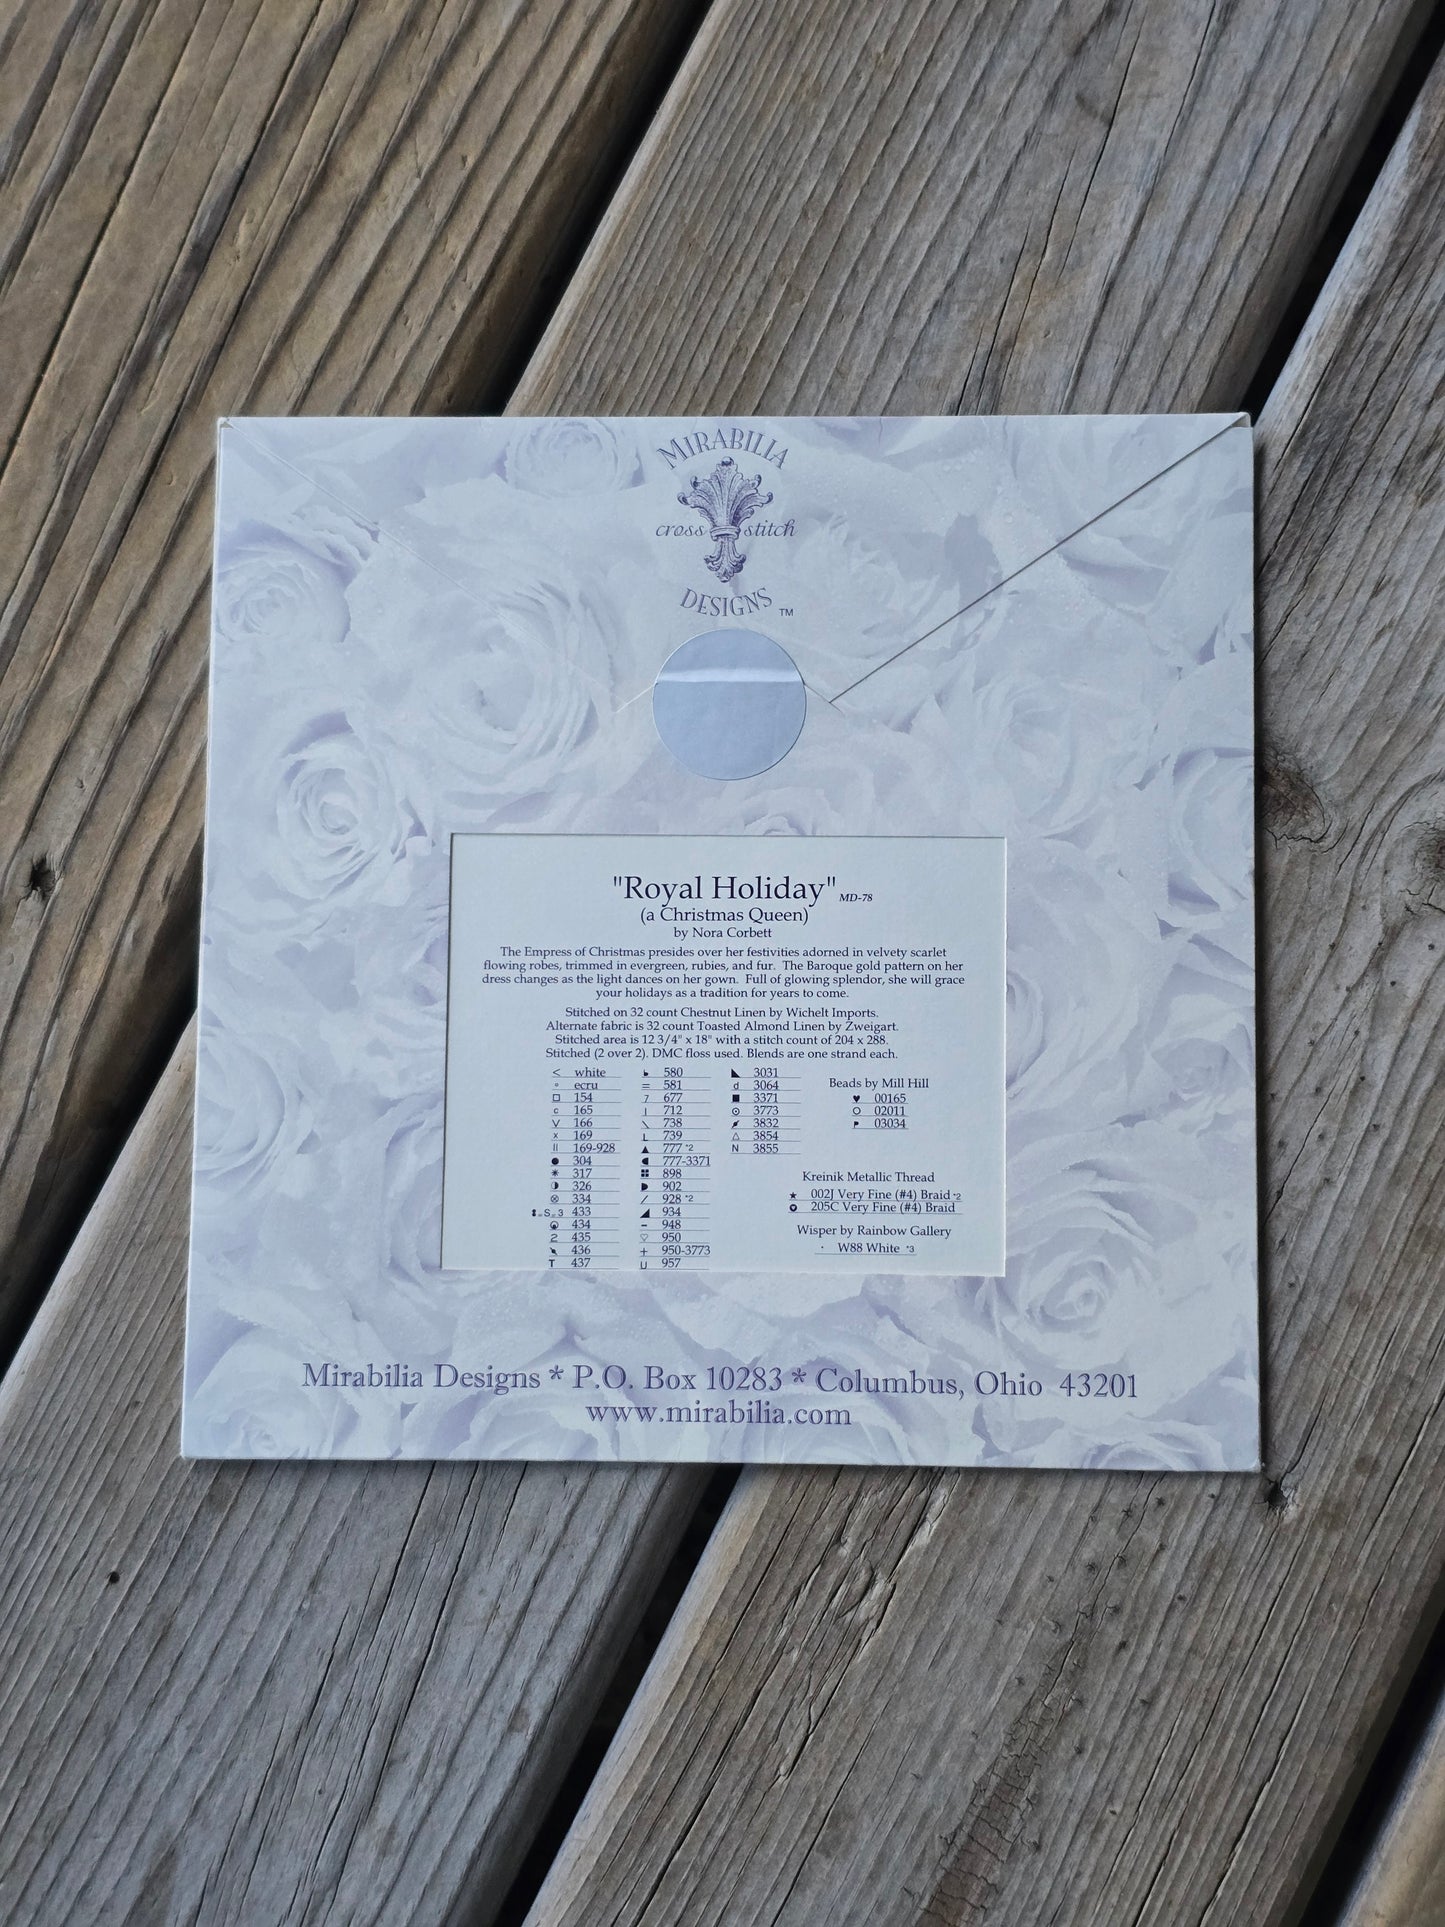 MIRABILIA
cross stitch
DESIGNS ™
"Royal Holiday" MD-78
(a Christmas Queen)
by Nora Corbett
The Empress of Christmas presides over her festivities adorned in velvety scarlet
flowing robes, trimmed in evergreen, rubies, and fur. The Baroque gold pattern on her
dress changes as the light dances on her gown. Full of glowing splendor, she will grace
your holidays as a tradition for years to come.
Stitched on 32 count Chestnut Linen by Wichelt Imports.
Alternate fabric is 32 count Toasted Almond Linen by Zweigart.
Stitched area is 12 3/4" x 18" with a stitch count of 204 x 288.
Stitched (2 over 2). DMC floss used. Blends are one strand each.
< white
ecru
154
c 165
V 166
x 169
|| 169-928
304
317
326
334
S 3 433
434
2 435
436
T 437
580
= 581
7 677
| 712
\ 738
L 739
▲ 777 *2
777-3371
898
902
/ 928 *2
934
– 948
950
+ 950-3773
U 957
3031
d 3064
■ 3371
3773
3832
△ 3854
N 3855
Beads by Mill Hill
♥ 00165
○ 02011
03034
Kreinik Metallic Thread
★ 002J Very Fine (#4) Braid *2
205C Very Fine (#4) Braid
Wisper by Rainbow Gallery
· W88 White *3
Mirabilia Designs * P.O. Box 10283 * Columbus, Ohio 43201
www.mirabilia.com